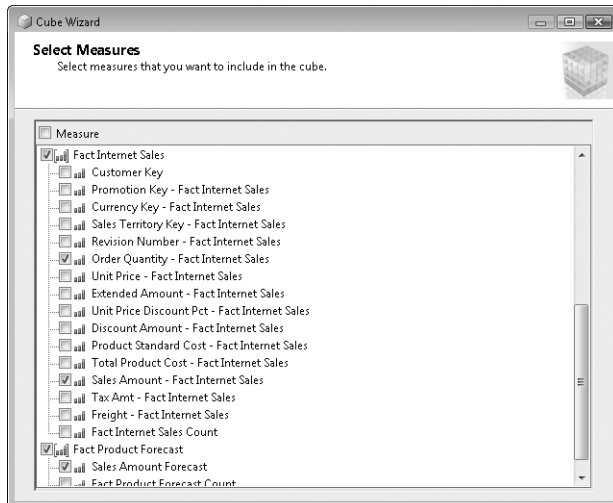 Cube Wizard
Select Measures
Select measures that you want to include in the cube.
Measure
Fact Internet Sales
Customer Key
Promotion Key - Fact Internet Sales
Currency Key - Fact Internet Sales
Sales Territory Key - Fact Internet Sales
Revision Number - Fact Internet Sales
Order Quantity - Fact Internet Sales
Unit Price - Fact Internet Sales
Extended Amount - Fact Internet Sales
Unit Price Discount Pct - Fact Internet Sales
Discount Amount - Fact Internet Sales
Product Standard Cost - Fact Internet Sales
Total Product Cost - Fact Internet Sales
Sales Amount - Fact Internet Sales
Tax Amt - Fact Internet Sales
Freight - Fact Internet Sales
Fact Internet Sales Count
Fact Product Forecast
Sales Amount Forecast
Fact Product Forecast Count